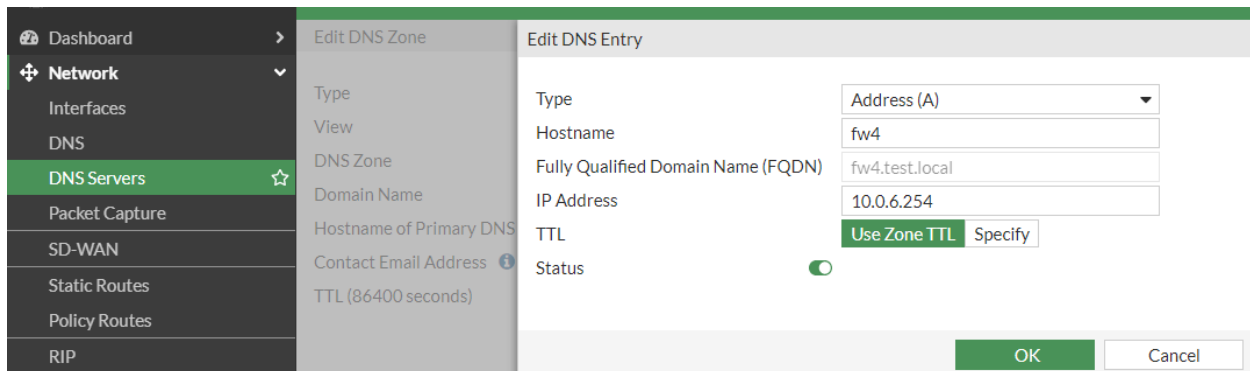 Dashboard
Network
Interfaces
DNS
DNS Servers
Packet Capture
SD-WAN
Static Routes
Policy Routes
RIP
Edit DNS Zone
Type
View
DNS Zone
Domain Name
Hostname of Primary DNS
Contact Email Address
TTL (86400 seconds)
Edit DNS Entry
Type Address (A)
Hostname fw4
Fully Qualified Domain Name (FQDN) fw4.test.local
IP Address 10.0.6.254
TTL Use Zone TTL Specify
Status
OK Cancel